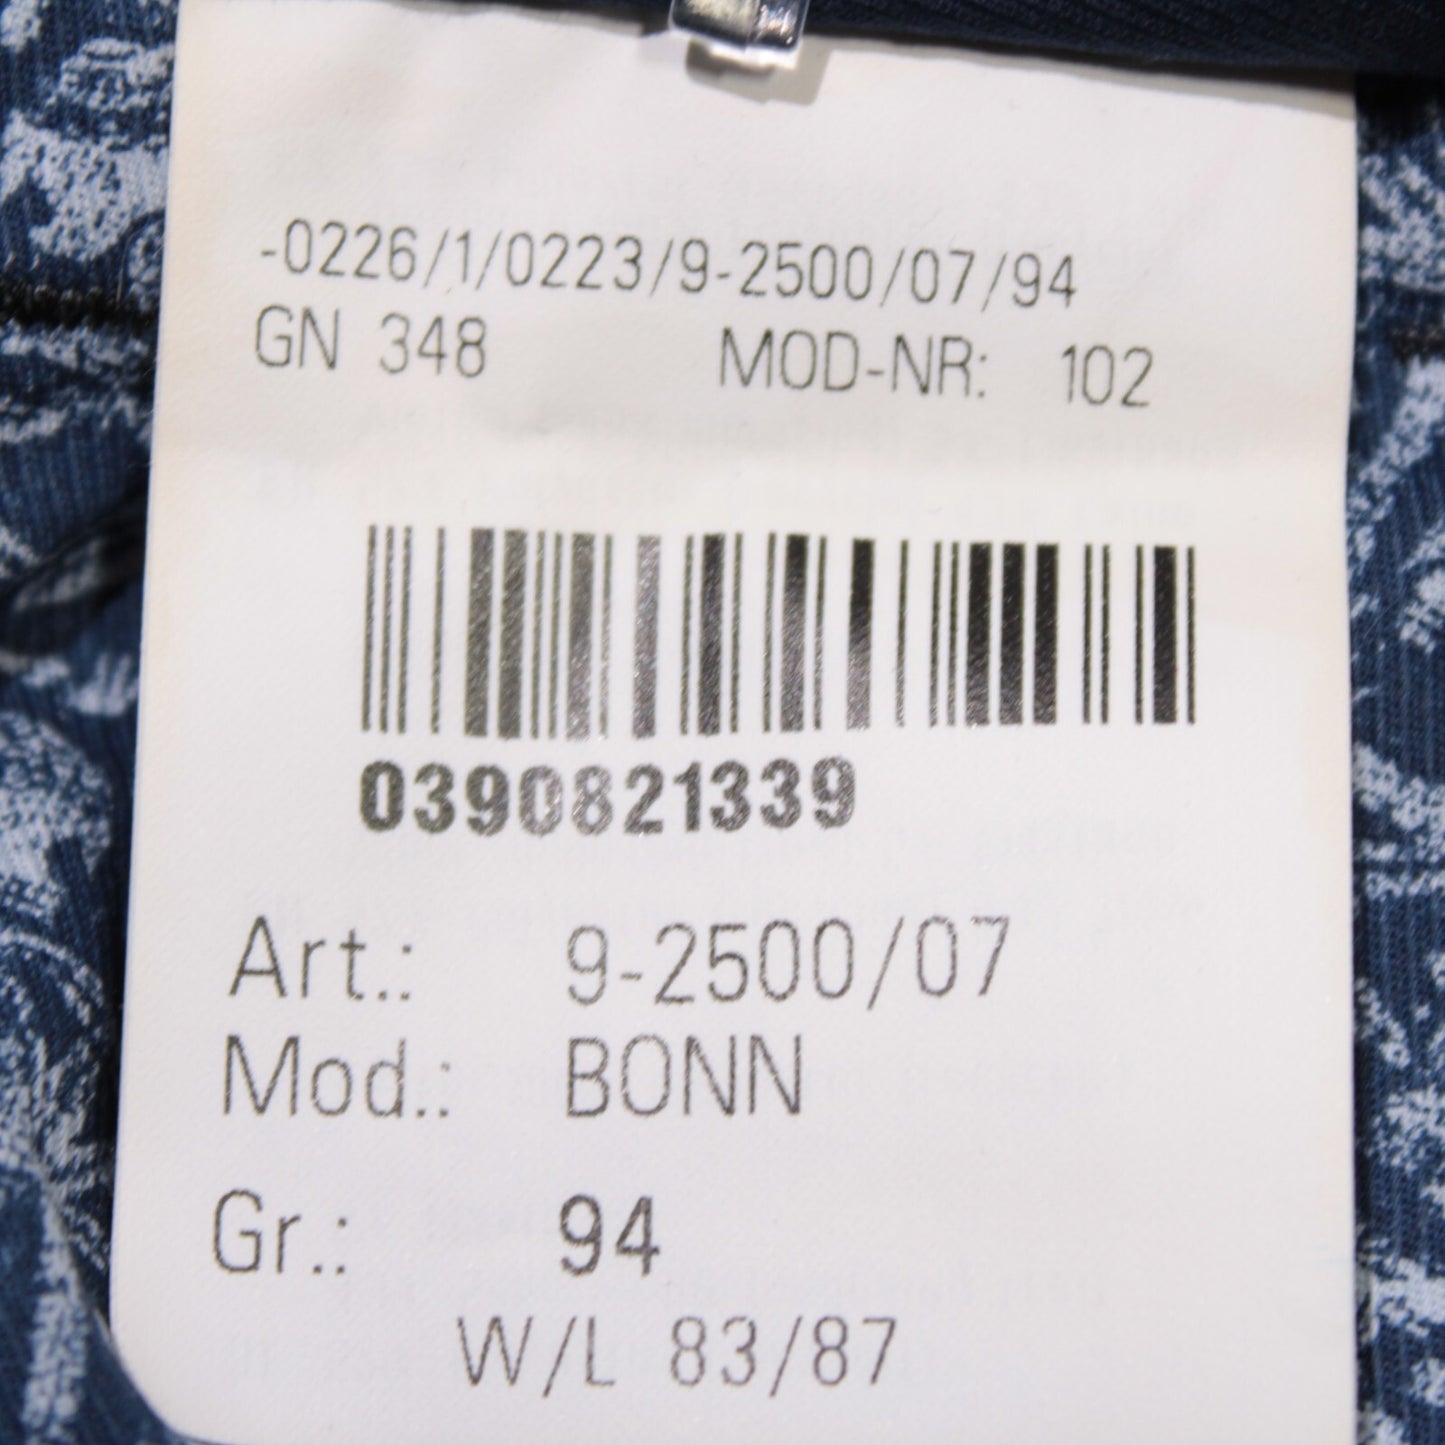 -0226/1/0223/9-2500/07/94
GN 348 MOD-NR: 102
0390821339
Art.: 9-2500/07
Mod.: BONN
Gr.: 94
W/L 83/87